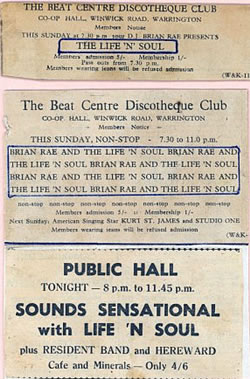 THE BEAT CENTRE DISCOTHEQUE CLUB
CO-OP HALL, WINWICK ROAD, WARRINGTON
Members Notice
THIS SUNDAY at 7.30 p.m. your D.J. BRIAN RAE PRESENTS
THE LIFE 'N' SOUL
Members admission 5/- Membership 1/-
Pass outs from 7.30 p.m.
Members wearing jeans will be refused admission
(W&K-11
The Beat Centre Discotheque Club
CO-OP HALL, WINWICK ROAD, WARRINGTON
- Members Notice -
THIS SUNDAY, NON-STOP - 7.30 to 11.0 p.m.
BRIAN RAE AND THE LIFE 'N SOUL BRIAN RAE AND
THE LIFE 'N SOUL BRIAN RAE AND THE LIFE 'N SOUL
BRIAN RAE AND THE LIFE 'N SOUL BRIAN RAE AND
THE LIFE 'N SOUL BRIAN RAE AND THE LIFE 'N SOUL
non-stop non-stop non-stop non-stop non-stop non-stop
Members admission 5/- :: Membership 1/-
Next Sunday: American Singing Star KURT ST. JAMES and STUDIO ONE
Members wearing jeans will be refused admission
(W&K-
PUBLIC HALL
TONIGHT — 8 p.m. to 11.45 p.m.
SOUNDS SENSATIONAL
with LIFE 'N SOUL
plus RESIDENT BAND and HEREWARD
Cafe and Minerals — Only 4/6